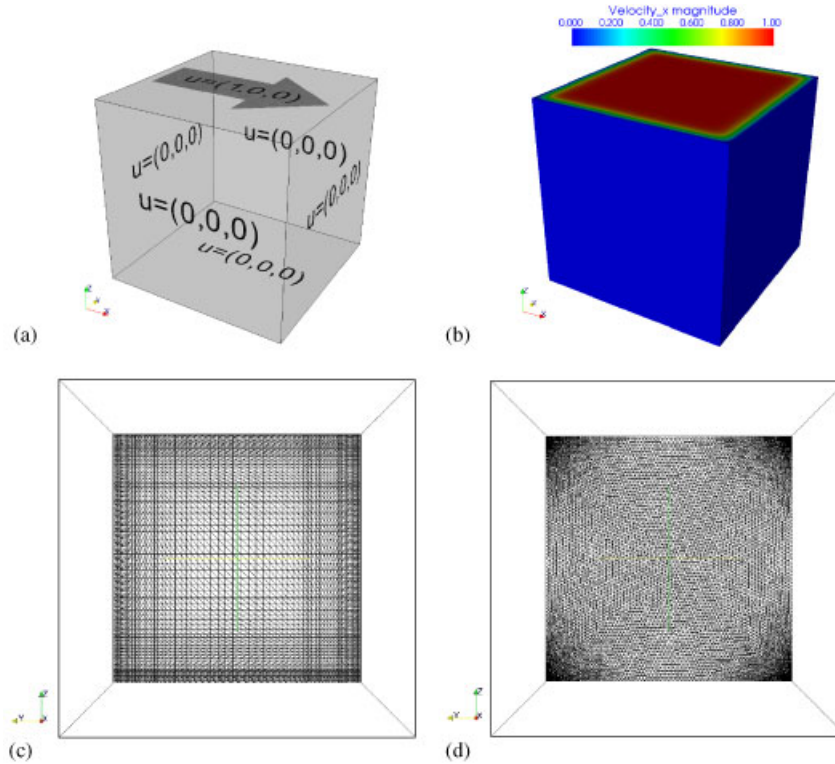 Velocity_x magnitude
0.000 0.200 0.400 0.600 0.800 1.00
u=(1,0,0)
u=(0,0,0)
u=(0,0,0)
u=(0,0,0)
u=(0,0,0)
u=(0,0,0)
Z
Y
X
(a)
Z
Y
X
(b)
Z
Y
X
(c)
Z
Y
X
(d)